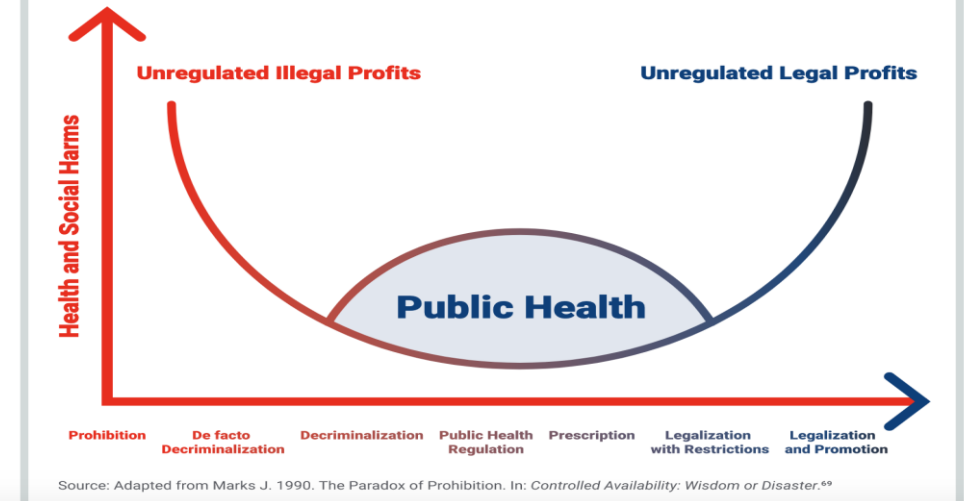 Unregulated Illegal Profits
Unregulated Legal Profits
Health and Social Harms
Public Health
Prohibition
De facto
Decriminalization
Decriminalization
Public Health
Regulation
Prescription
Legalization
with Restrictions
Legalization
and Promotion
Source: Adapted from Marks J. 1990. The Paradox of Prohibition. In: Controlled Availability: Wisdom or Disaster.⁶⁹